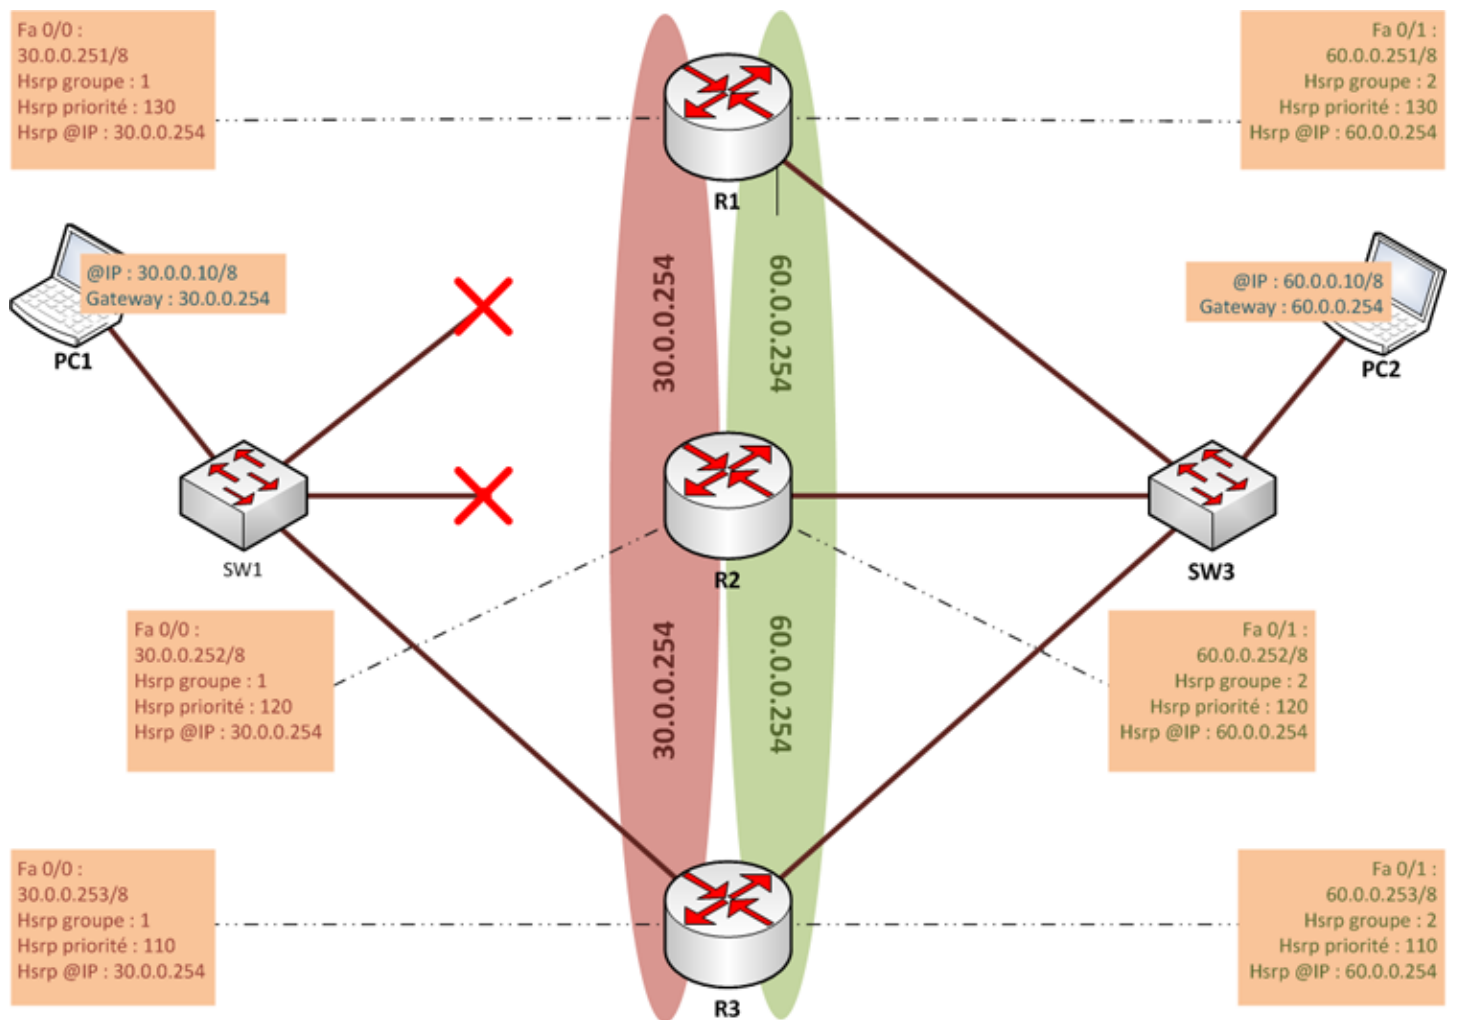 Fa 0/0 :
30.0.0.251/8
Hsrp groupe : 1
Hsrp priorité : 130
Hsrp @IP : 30.0.0.254
Fa 0/1 :
60.0.0.251/8
Hsrp groupe : 2
Hsrp priorité : 130
Hsrp @IP : 60.0.0.254
R1
@IP : 30.0.0.10/8
Gateway : 30.0.0.254
PC1
30.0.0.254
60.0.0.254
@IP : 60.0.0.10/8
Gateway : 60.0.0.254
PC2
SW1
R2
SW3
Fa 0/0 :
30.0.0.252/8
Hsrp groupe : 1
Hsrp priorité : 120
Hsrp @IP : 30.0.0.254
30.0.0.254
60.0.0.254
Fa 0/1 :
60.0.0.252/8
Hsrp groupe : 2
Hsrp priorité : 120
Hsrp @IP : 60.0.0.254
Fa 0/0 :
30.0.0.253/8
Hsrp groupe : 1
Hsrp priorité : 110
Hsrp @IP : 30.0.0.254
R3
Fa 0/1 :
60.0.0.253/8
Hsrp groupe : 2
Hsrp priorité : 110
Hsrp @IP : 60.0.0.254